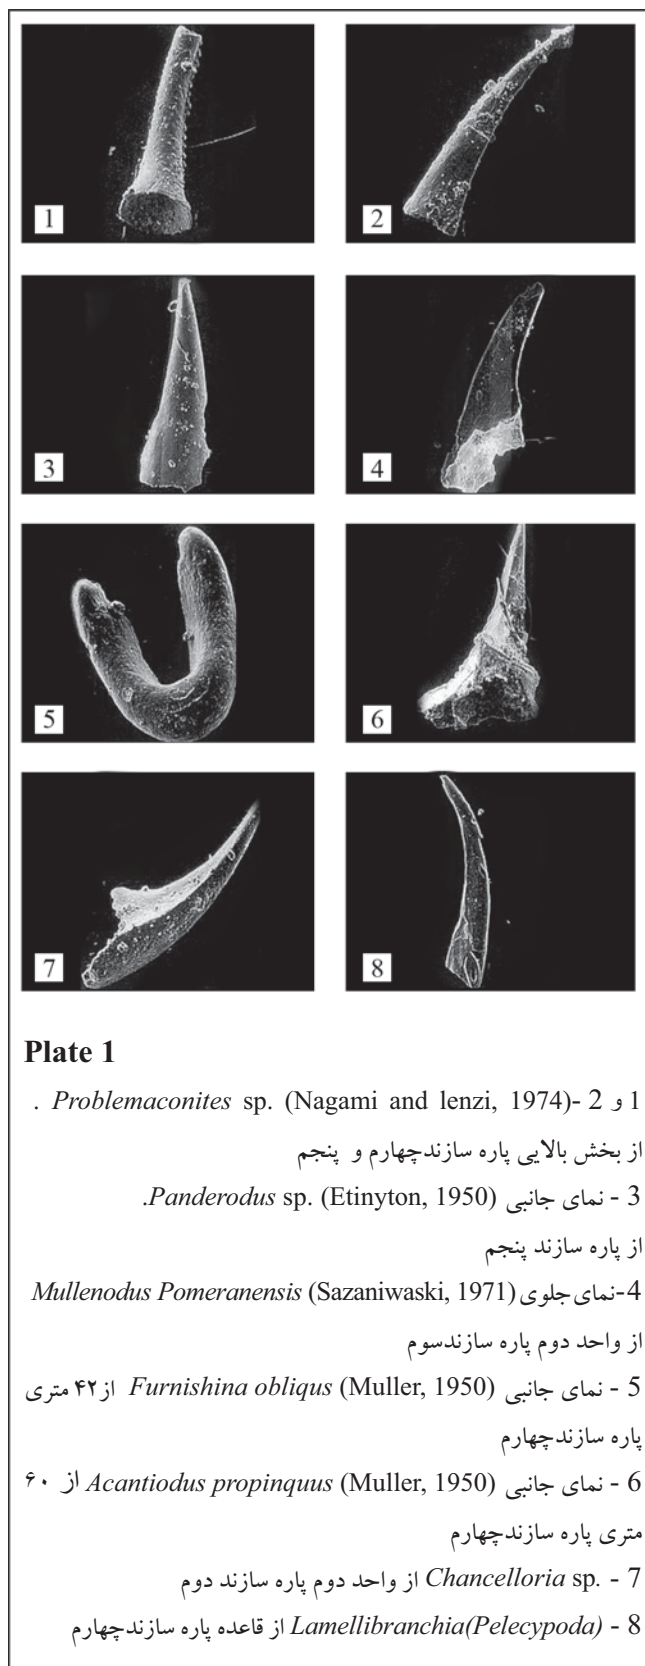 1
2
3
4
5
6
7
8
Plate 1
1 و 2 -Problemaconites sp. (Nagami and lenzi, 1974) .
از بخش بالایی پاره سازندچهارم و پنجم
3 - نمای جانبی Panderodus sp. (Etinyton, 1950).
از پاره سازند پنجم
4-نمای جلوی Mullenodus Pomeranensis (Sazaniwaski, 1971)
از واحد دوم پاره سازندسوم
5 - نمای جانبی Furnishina obliqus (Muller, 1950) از ۴۲ متری
پاره سازندچهارم
6 - نمای جانبی Acantiodus propinquus (Muller, 1950) از ۶۰
متری پاره سازندچهارم
7 - Chancelloria sp. از واحد دوم پاره سازند دوم
8 - Lamellibranchia(Pelecypoda) از قاعده پاره سازندچهارم